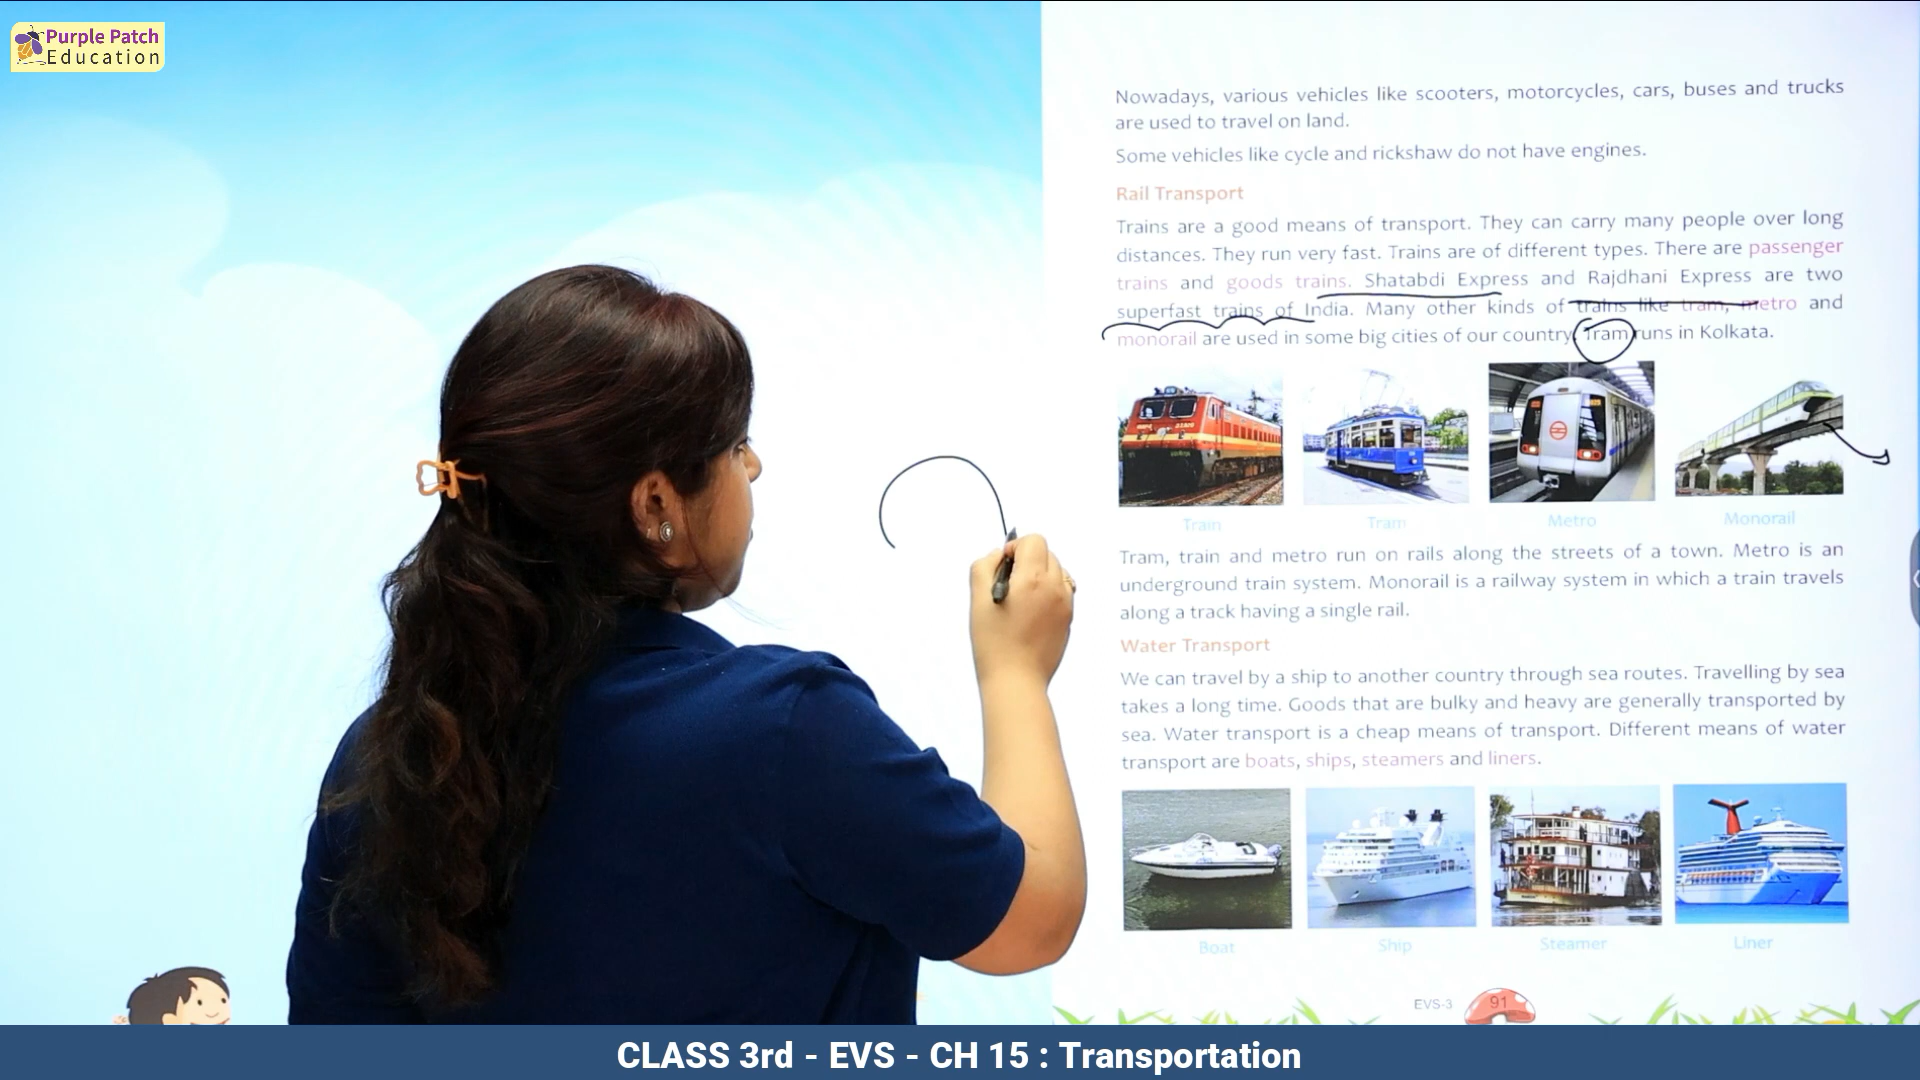 Purple Patch
Education
Nowadays, various vehicles like scooters, motorcycles, cars, buses and trucks
are used to travel on land.
Some vehicles like cycle and rickshaw do not have engines.
Rail Transport
Trains are a good means of transport. They can carry many people over long
distances. They run very fast. Trains are of different types. There are passenger
trains and goods trains. Shatabdi Express and Rajdhani Express are two
superfast trains of India. Many other kinds of trains like tram, metro and
monorail are used in some big cities of our country. Tram runs in Kolkata.
Train Tram Metro Monorail
Tram, train and metro run on rails along the streets of a town. Metro is an
underground train system. Monorail is a railway system in which a train travels
along a track having a single rail.
Water Transport
We can travel by a ship to another country through sea routes. Travelling by sea
takes a long time. Goods that are bulky and heavy are generally transported by
sea. Water transport is a cheap means of transport. Different means of water
transport are boats, ships, steamers and liners.
Boat Ship Steamer Liner
EVS-3 91
CLASS 3rd - EVS - CH 15 : Transportation